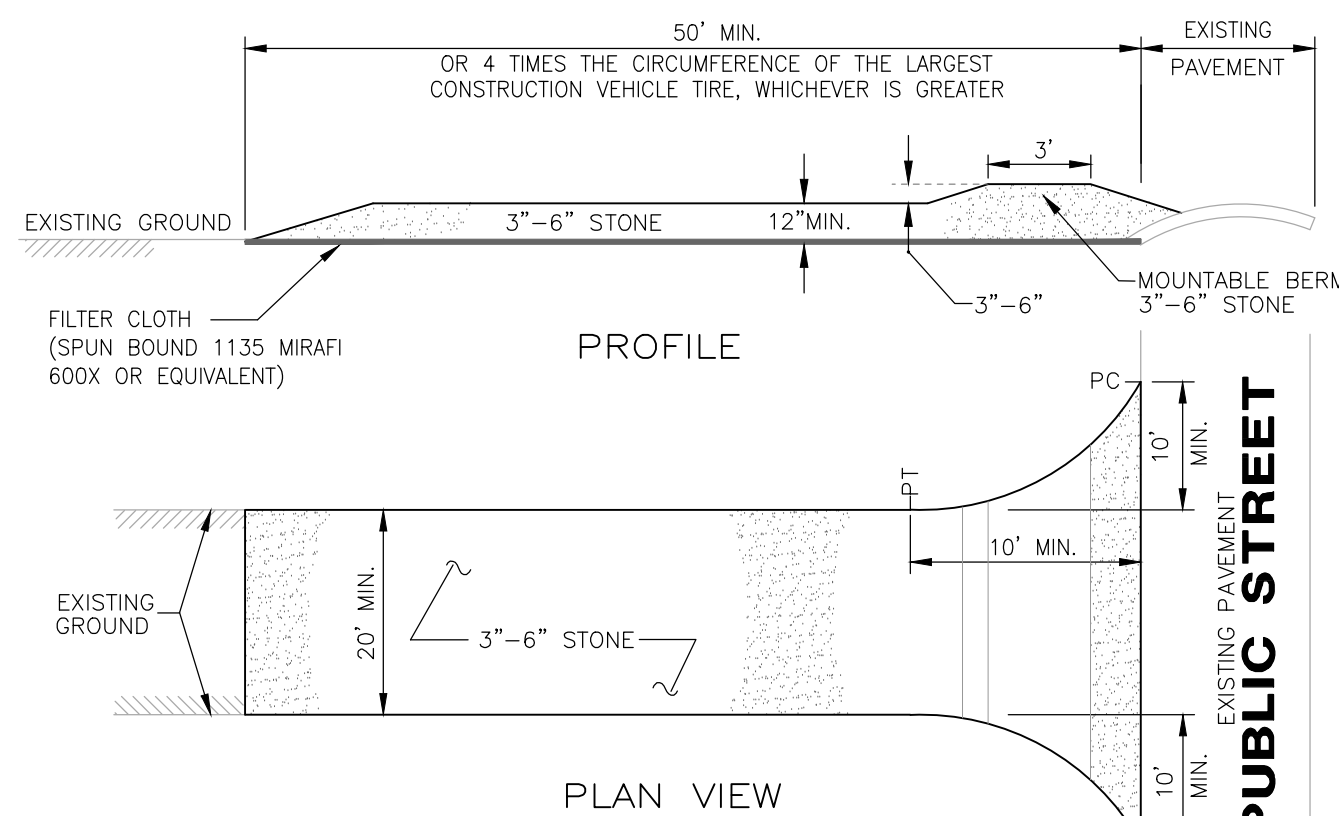 50' MIN.
OR 4 TIMES THE CIRCUMFERENCE OF THE LARGEST
CONSTRUCTION VEHICLE TIRE, WHICHEVER IS GREATER
EXISTING
PAVEMENT
3'
EXISTING GROUND
3"-6" STONE
12"MIN.
MOUNTABLE BERM
3"-6" STONE
3"-6"
FILTER CLOTH
(SPUN BOUND 1135 MIRAFI
600X OR EQUIVALENT)
PROFILE
PC
10'
MIN.
PT
10' MIN.
EXISTING
GROUND
20' MIN.
3"-6" STONE
EXISTING PAVEMENT
PUBLIC STREET
10'
MIN.
PLAN VIEW